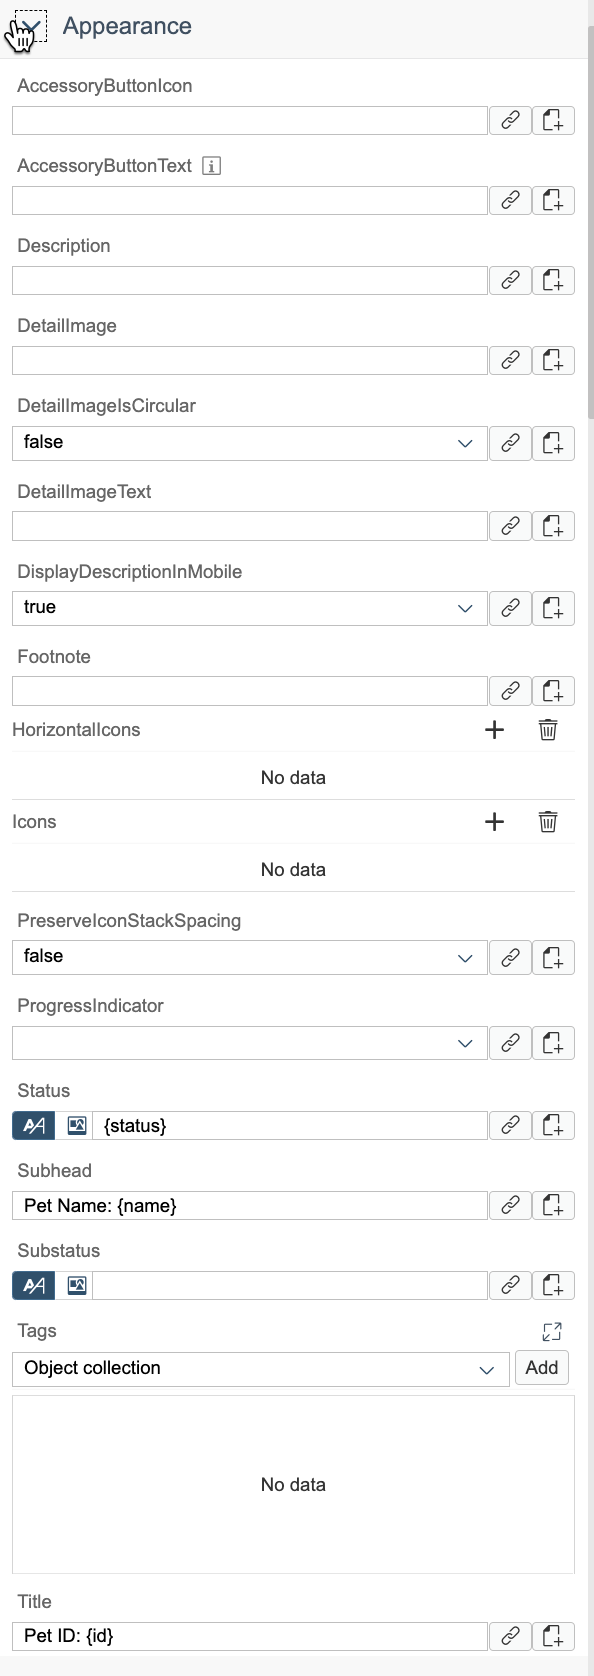 Appearance
AccessoryButtonIcon
AccessoryButtonText
Description
DetailImage
DetailImageIsCircular
false
DetailImageText
DisplayDescriptionInMobile
true
Footnote
HorizontalIcons
No data
Icons
No data
PreserveIconStackSpacing
false
ProgressIndicator
Status
{status}
Subhead
Pet Name: {name}
Substatus
Tags
Object collection
Add
No data
Title
Pet ID: {id}